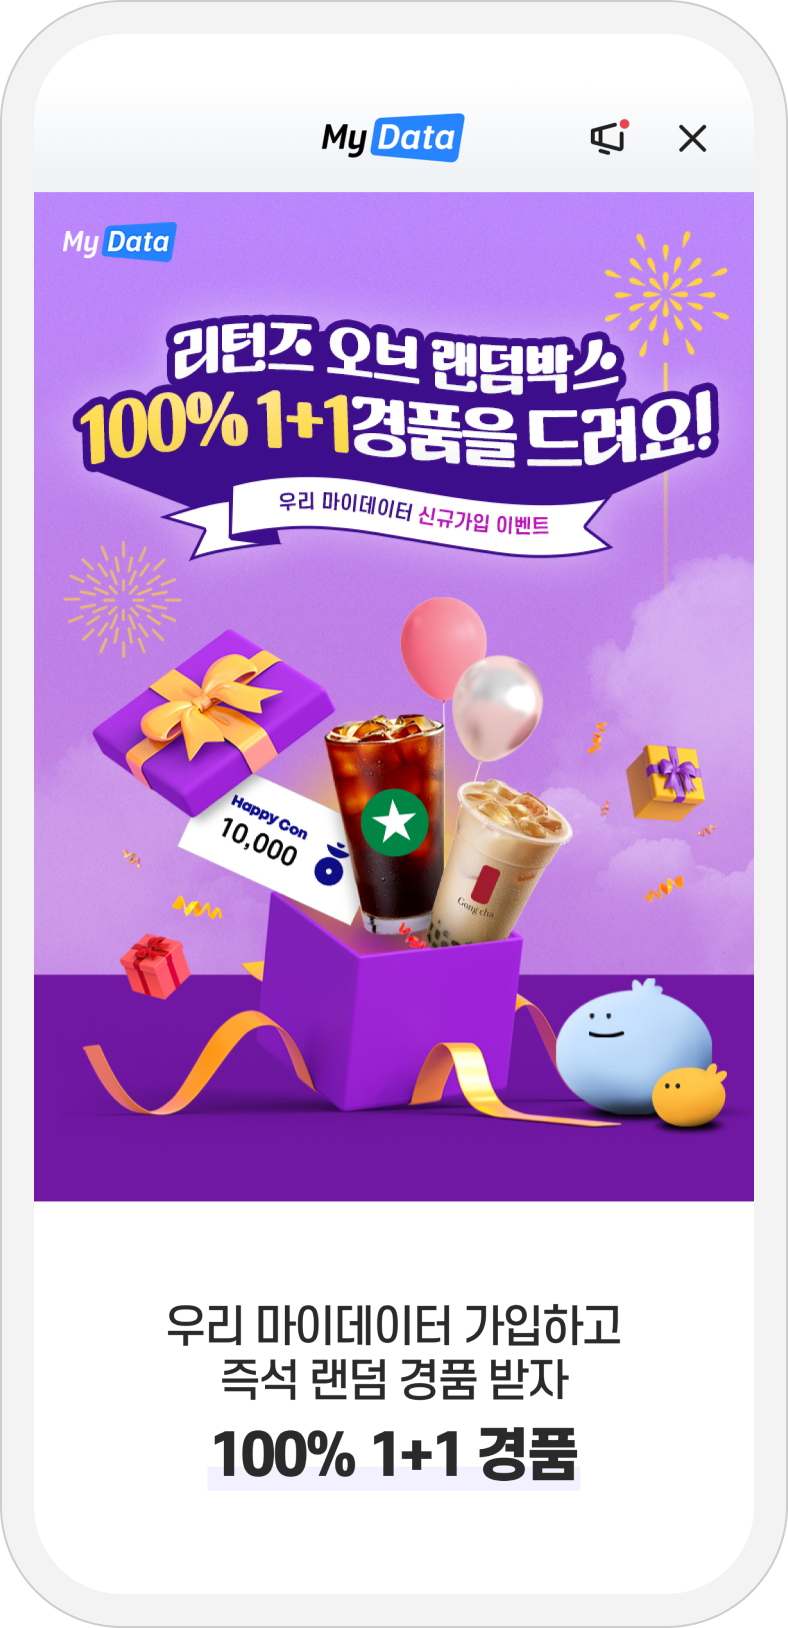 My Data
My Data
리턴즈 오브 랜덤박스
100% 1+1경품을 드려요!
우리 마이데이터 신규가입 이벤트
Happy Con
10,000
Gong cha
우리 마이데이터 가입하고
즉석 랜덤 경품 받자
100% 1+1 경품